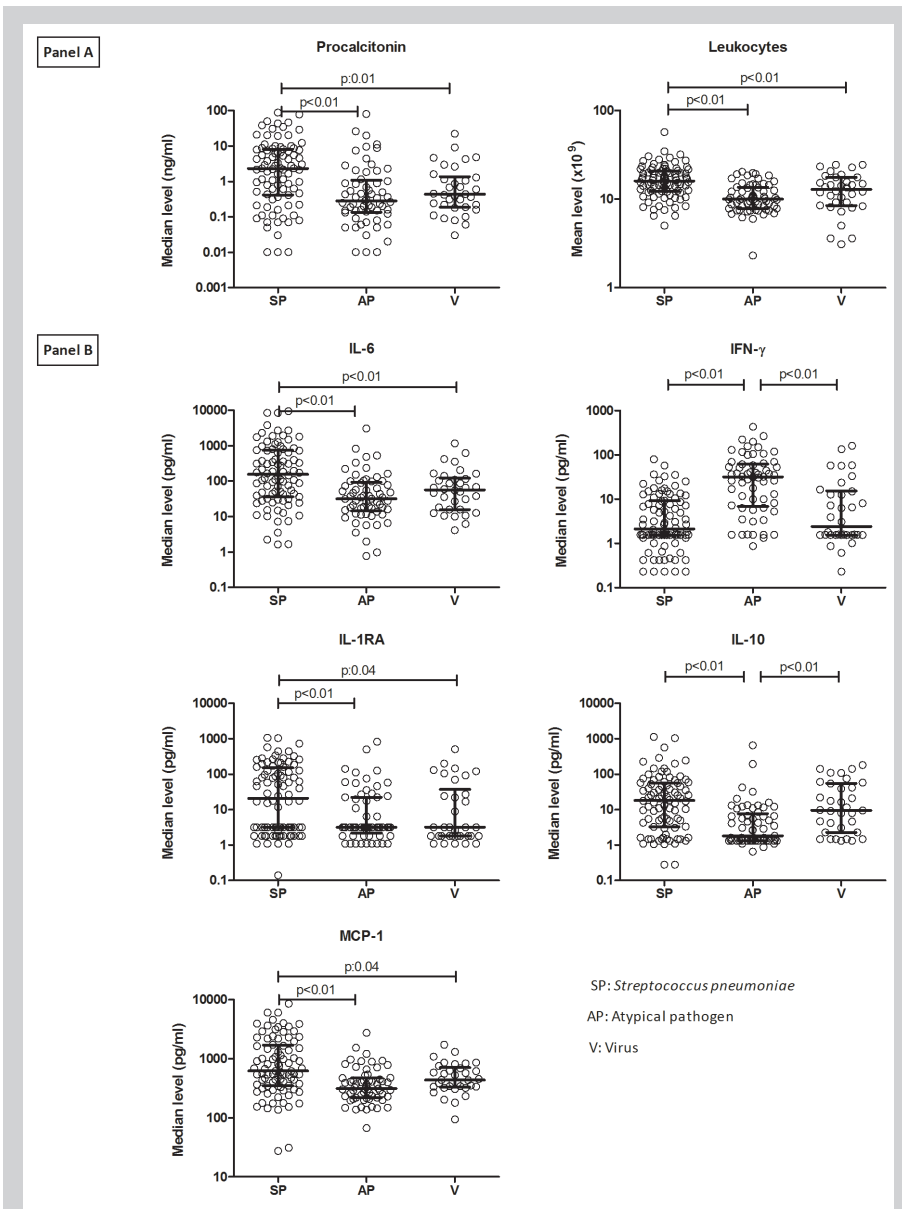 Panel A
Procalcitonin
p:0.01
p<0.01
Median level (ng/ml)
100
10
1
0.1
0.01
0.001
SP AP V
Leukocytes
p<0.01
p<0.01
Mean level (x10⁹)
100
10
1
SP AP V
Panel B
IL-6
p<0.01
p<0.01
Median level (pg/ml)
10000
1000
100
10
1
0.1
SP AP V
IFN-γ
p<0.01 p<0.01
Median level (pg/ml)
1000
100
10
1
0.1
SP AP V
IL-1RA
p:0.04
p<0.01
Median level (pg/ml)
10000
1000
100
10
1
0.1
SP AP V
IL-10
p<0.01 p<0.01
Median level (pg/ml)
10000
1000
100
10
1
0.1
SP AP V
MCP-1
p:0.04
p<0.01
Median level (pg/ml)
10000
1000
100
10
SP AP V
SP: Streptococcus pneumoniae
AP: Atypical pathogen
V: Virus